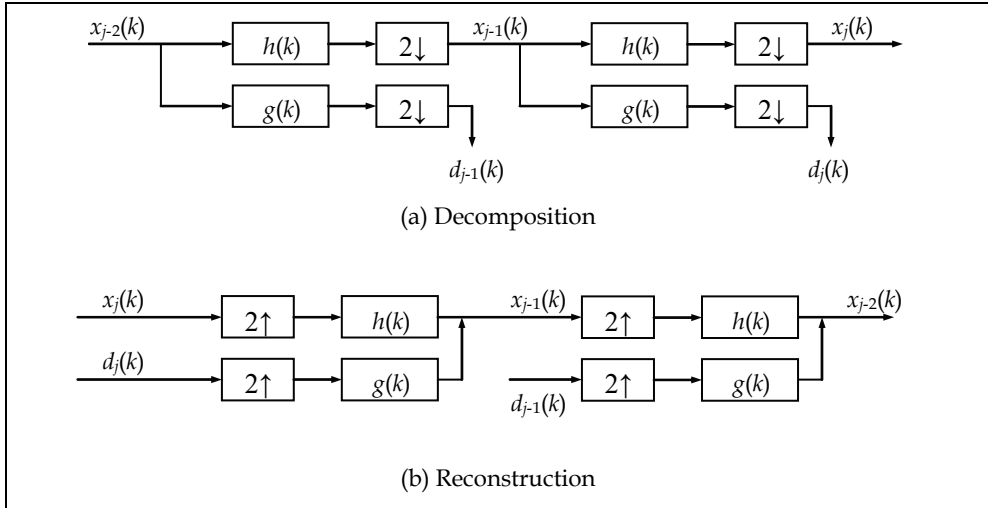 x_{j-2}(k) h(k) 2↓ x_{j-1}(k) h(k) 2↓ x_j(k)
g(k) 2↓ g(k) 2↓
d_{j-1}(k) d_j(k)
(a) Decomposition
x_j(k) 2↑ h(k) x_{j-1}(k) 2↑ h(k) x_{j-2}(k)
d_j(k) 2↑ g(k) d_{j-1}(k) 2↑ g(k)
(b) Reconstruction